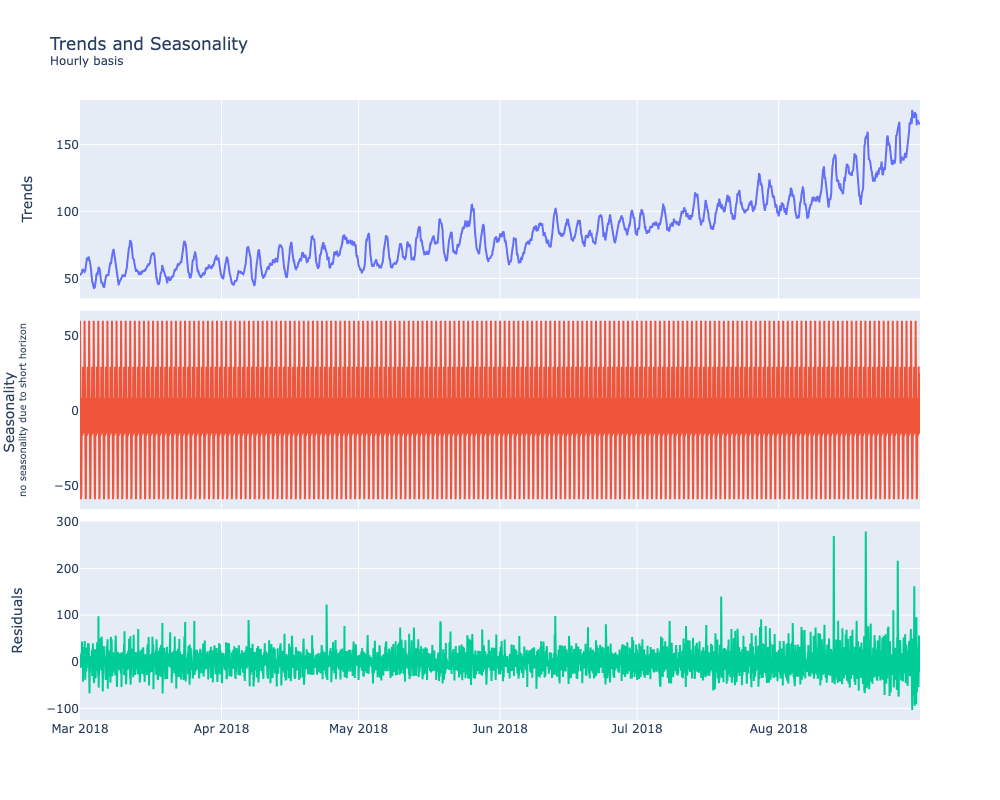 Trends and Seasonality
Hourly basis
Trends
150
100
50
Seasonality
no seasonality due to short horizon
50
0
−50
Residuals
300
200
100
0
−100
Mar 2018
Apr 2018
May 2018
Jun 2018
Jul 2018
Aug 2018